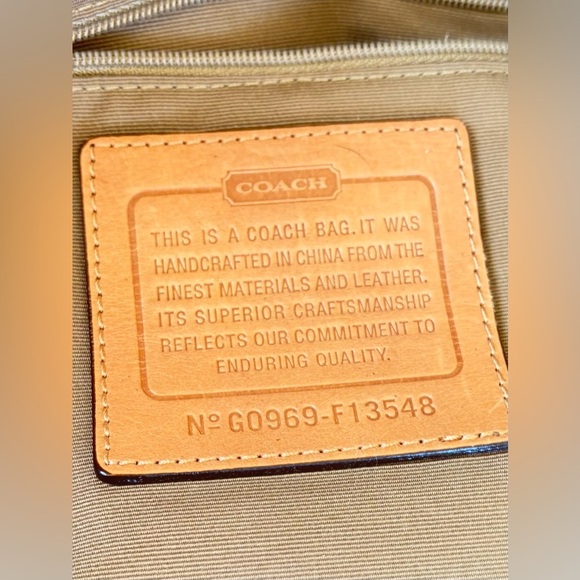 COACH
THIS IS A COACH BAG. IT WAS
HANDCRAFTED IN CHINA FROM THE
FINEST MATERIALS AND LEATHER.
ITS SUPERIOR CRAFTSMANSHIP
REFLECTS OUR COMMITMENT TO
ENDURING QUALITY.
Nº G0969-F13548